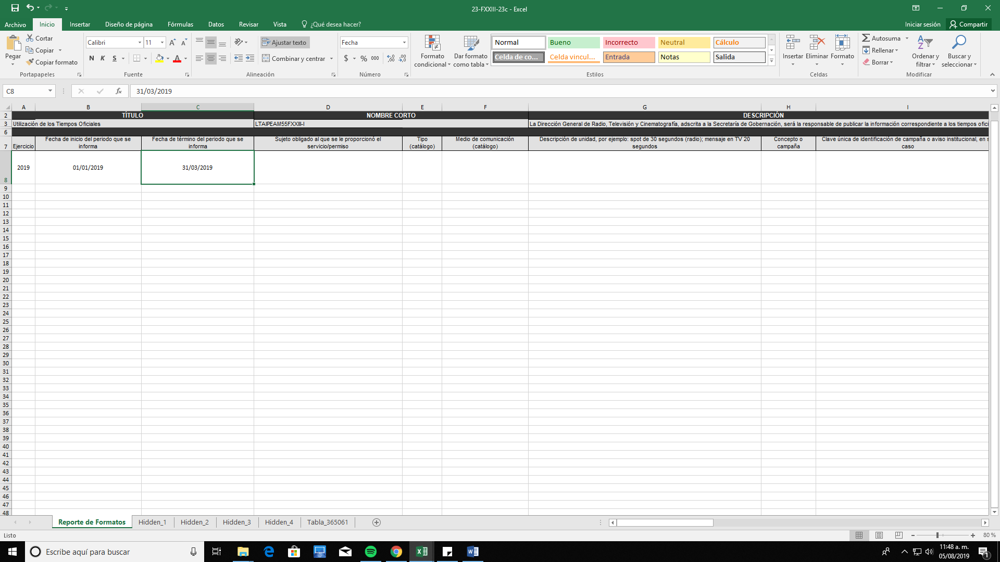 23-FXXIII-23c - Excel
Archivo Inicio Insertar Diseño de página Fórmulas Datos Revisar Vista ¿Qué desea hacer? Iniciar sesión Compartir
Pegar
Cortar
Copiar
Copiar formato
Portapapeles
Calibri 11
N K S
Fuente
Ajustar texto
Combinar y centrar
Alineación
Fecha
$ % 000
Número
Formato condicional
Dar formato como tabla
Normal Bueno Incorrecto Neutral Cálculo
Celda de co... Celda vincul... Entrada Notas Salida
Estilos
Insertar Eliminar Formato
Celdas
Autosuma
Rellenar
Borrar
Ordenar y filtrar
Buscar y seleccionar
Modificar
C8 fx 31/03/2019
A B C D E F G H I
2 TÍTULO NOMBRE CORTO DESCRIPCIÓN
3 Utilización de los Tiempos Oficiales LTAIPEAM55FXXIII-I La Dirección General de Radio, Televisión y Cinematografía, adscrita a la Secretaría de Gobernación, será la responsable de publicar la información correspondiente a los tiempos ofici
6
7 Ejercicio Fecha de inicio del periodo que se informa Fecha de término del periodo que se informa Sujeto obligado al que se le proporcionó el servicio/permiso Tipo (catálogo) Medio de comunicación (catálogo) Descripción de unidad, por ejemplo: spot de 30 segundos (radio); mensaje en TV 20 segundos Concepto o campaña Clave única de identificación de campaña o aviso institucional, en s caso
8 2019 01/01/2019 31/03/2019
9
10
11
12
13
14
15
16
17
18
19
20
21
22
23
24
25
26
27
28
29
30
31
32
33
34
35
36
37
38
39
40
41
42
43
44
45
46
47
48
Reporte de Formatos Hidden_1 Hidden_2 Hidden_3 Hidden_4 Tabla_365061
Listo 80 %
Escribe aquí para buscar
11:48 a. m.
05/08/2019
1